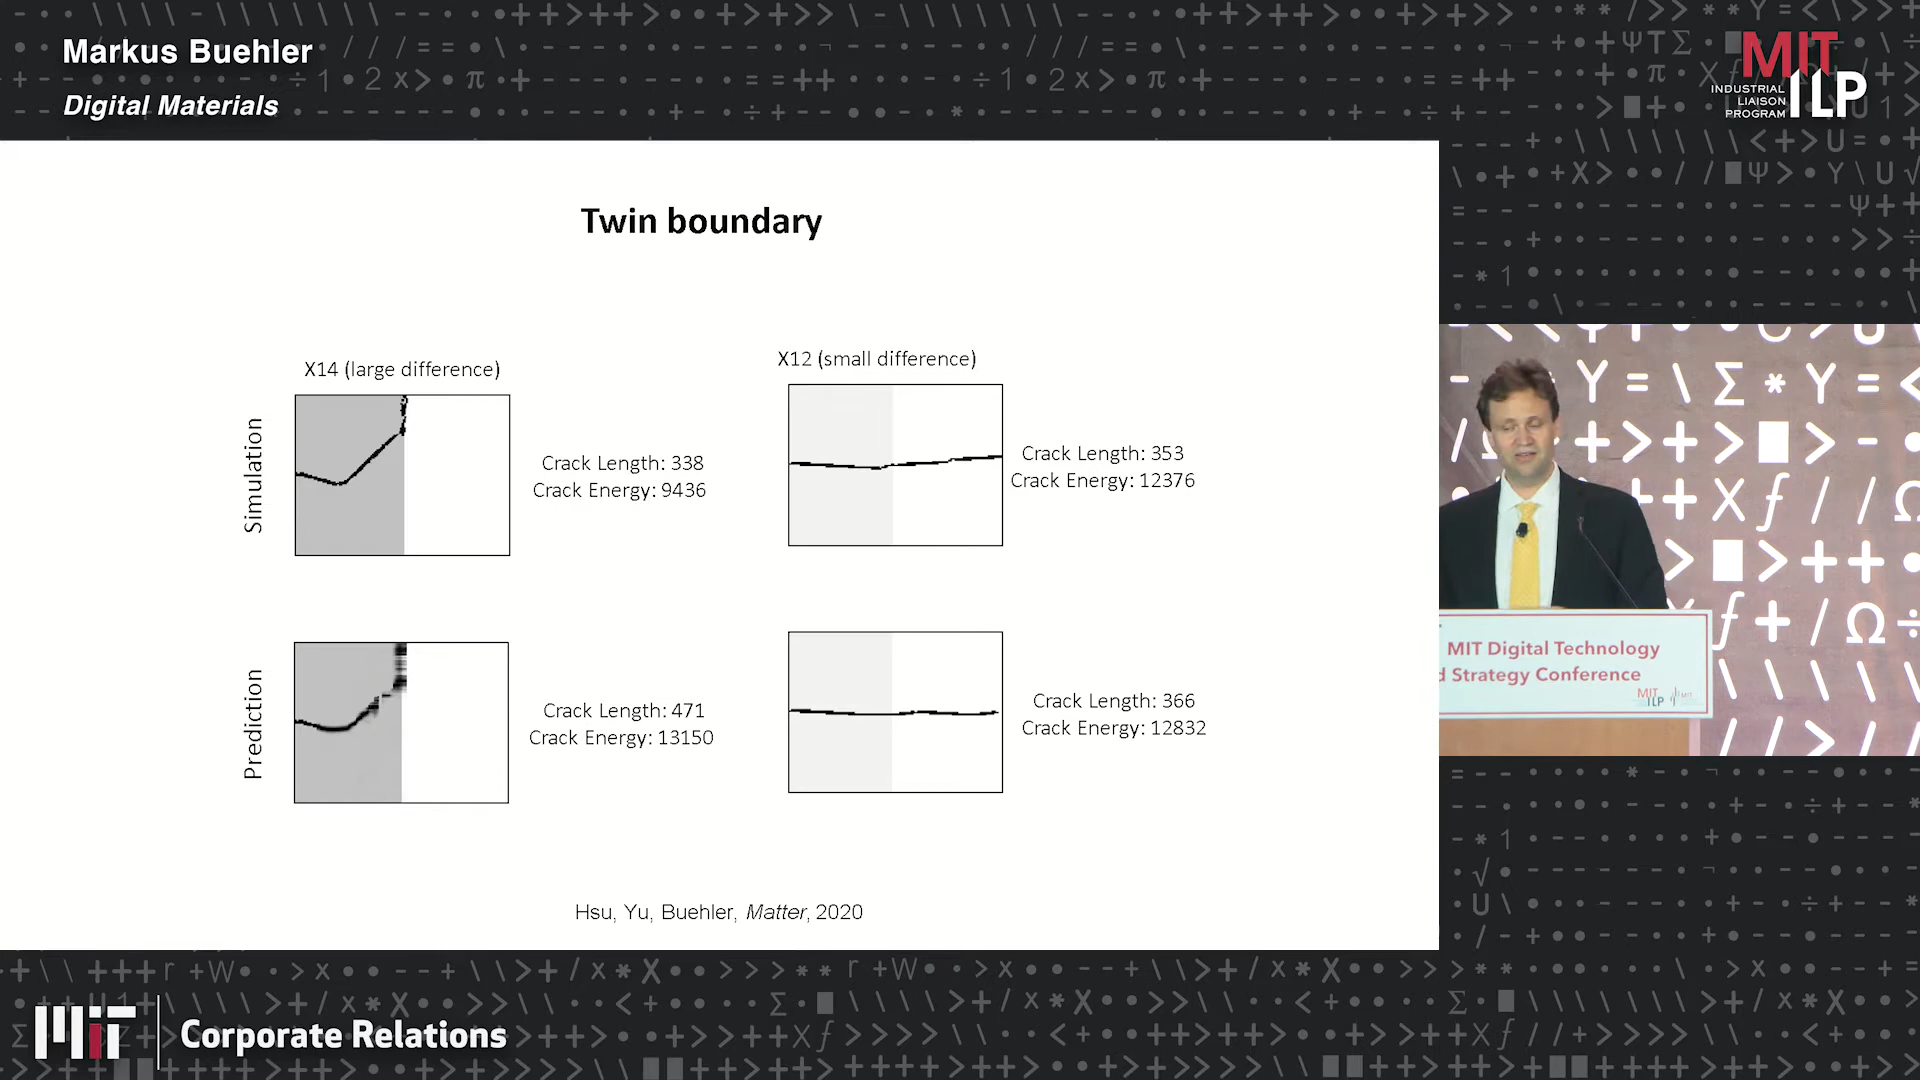 Markus Buehler
Digital Materials
MIT
ILP
INDUSTRIAL
LIAISON
PROGRAM
Twin boundary
X14 (large difference)
X12 (small difference)
Simulation
Crack Length: 338
Crack Energy: 9436
Crack Length: 353
Crack Energy: 12376
Prediction
Crack Length: 471
Crack Energy: 13150
Crack Length: 366
Crack Energy: 12832
Hsu, Yu, Buehler, Matter, 2020
MIT Digital Technology
d Strategy Conference
MIT
ILP
MIT
Corporate Relations